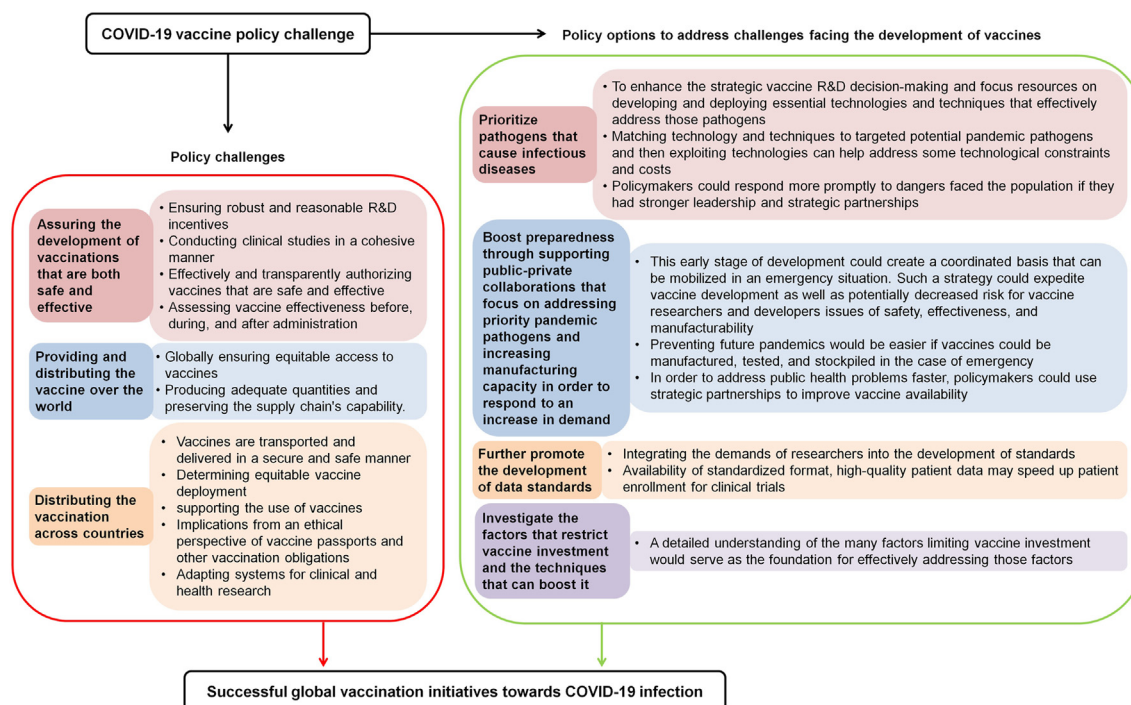 COVID-19 vaccine policy challenge
Policy options to address challenges facing the development of vaccines
Policy challenges
Assuring the
development of
vaccinations
that are both
safe and
effective
• Ensuring robust and reasonable R&D
incentives
• Conducting clinical studies in a cohesive
manner
• Effectively and transparently authorizing
vaccines that are safe and effective
• Assessing vaccine effectiveness before,
during, and after administration
Providing and
distributing the
vaccine over the
world
• Globally ensuring equitable access to
vaccines
• Producing adequate quantities and
preserving the supply chain's capability.
Distributing the
vaccination
across countries
• Vaccines are transported and
delivered in a secure and safe manner
• Determining equitable vaccine
deployment
• supporting the use of vaccines
• Implications from an ethical
perspective of vaccine passports and
other vaccination obligations
• Adapting systems for clinical and
health research
Prioritize
pathogens that
cause infectious
diseases
• To enhance the strategic vaccine R&D decision-making and focus resources on
developing and deploying essential technologies and techniques that effectively
address those pathogens
• Matching technology and techniques to targeted potential pandemic pathogens
and then exploiting technologies can help address some technological constraints
and costs
• Policymakers could respond more promptly to dangers faced the population if they
had stronger leadership and strategic partnerships
Boost preparedness
through supporting
public-private
collaborations that
focus on addressing
priority pandemic
pathogens and
increasing
manufacturing
capacity in order to
respond to an
increase in demand
• This early stage of development could create a coordinated basis that can
be mobilized in an emergency situation. Such a strategy could expedite
vaccine development as well as potentially decreased risk for vaccine
researchers and developers issues of safety, effectiveness, and
manufacturability
• Preventing future pandemics would be easier if vaccines could be
manufactured, tested, and stockpiled in the case of emergency
• In order to address public health problems faster, policymakers could use
strategic partnerships to improve vaccine availability
Further promote
the development
of data standards
• Integrating the demands of researchers into the development of standards
• Availability of standardized format, high-quality patient data may speed up patient
enrollment for clinical trials
Investigate the
factors that restrict
vaccine investment
and the techniques
that can boost it
• A detailed understanding of the many factors limiting vaccine investment
would serve as the foundation for effectively addressing those factors
Successful global vaccination initiatives towards COVID-19 infection